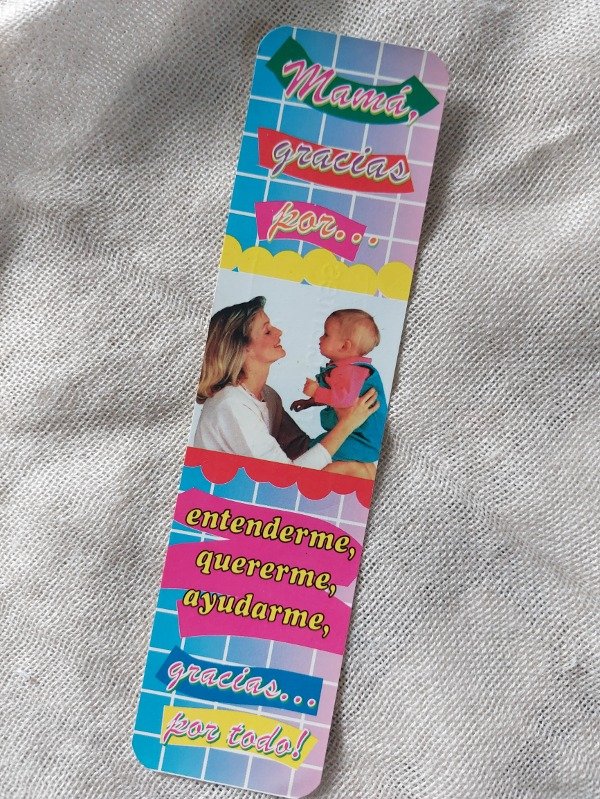 Mamá,
gracias
por...
entenderme,
quererme,
ayudarme,
gracias...
por todo!